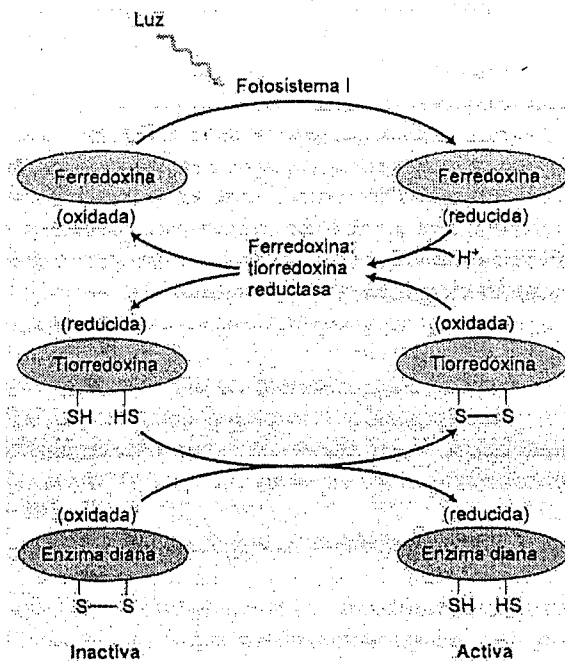 Luz
Fotosistema I
Ferredoxina
(oxidada)
Ferredoxina
(reducida)
Ferredoxina:
tiorredoxina
reductasa
H+
(reducida)
Tiorredoxina
SH HS
(oxidada)
Tiorredoxina
S S
(oxidada)
Enzima diana
S S
Inactiva
(reducida)
Enzima diana
SH HS
Activa